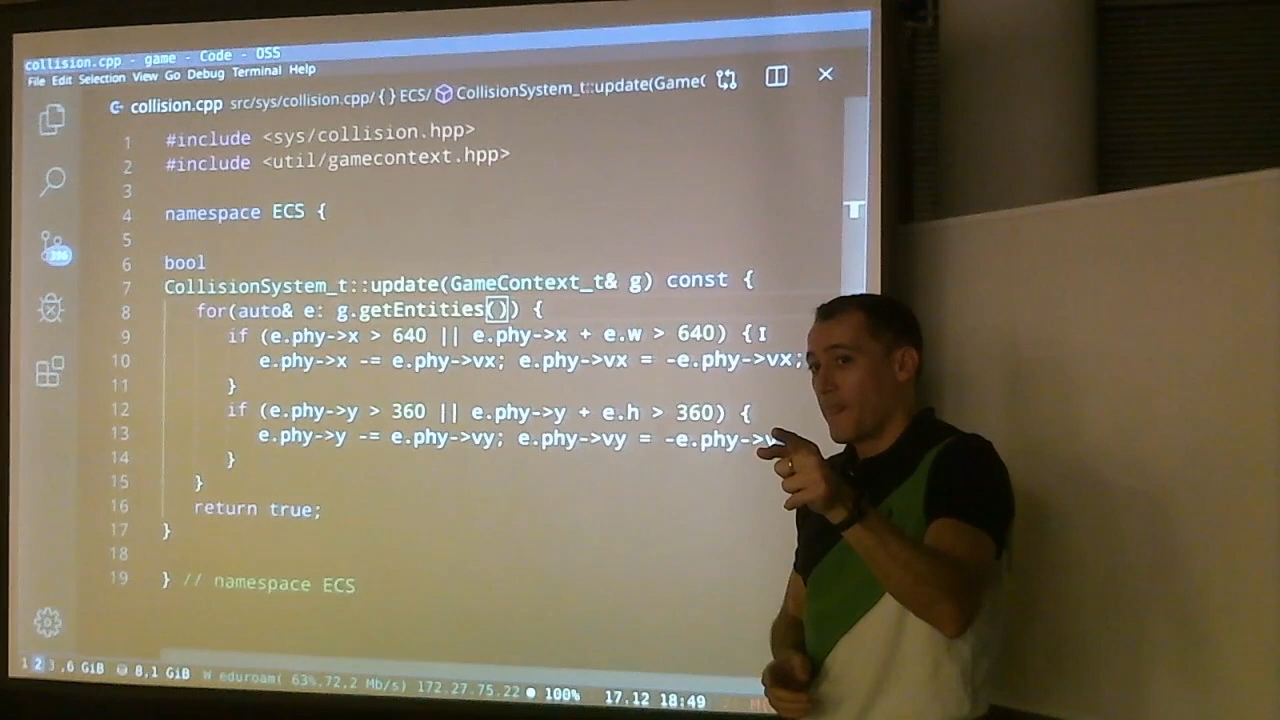 collision.cpp - game - Code - OSS
File Edit Selection View Go Debug Terminal Help
collision.cpp src/sys/collision.cpp/ { } ECS/ CollisionSystem_t::update(Game(
1 #include <sys/collision.hpp>
2 #include <util/gamecontext.hpp>
3
4 namespace ECS {
5
6 bool
7 CollisionSystem_t::update(GameContext_t& g) const {
8 for(auto& e: g.getEntities()) {
9 if (e.phy->x > 640 || e.phy->x + e.w > 640) {
10 e.phy->x -= e.phy->vx; e.phy->vx = -e.phy->vx;
11 }
12 if (e.phy->y > 360 || e.phy->y + e.h > 360) {
13 e.phy->y -= e.phy->vy; e.phy->vy = -e.phy->v
14 }
15 }
16 return true;
17 }
18
19 } // namespace ECS
1 2 3 ,6 GiB 8,1 GiB W eduroam( 63%,72,2 Mb/s) 172.27.75.22 100% 17.12 18:49